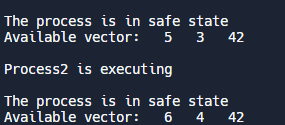 The process is in safe state
Available vector:   5   3   42
Process2 is executing
The process is in safe state
Available vector:   6   4   42